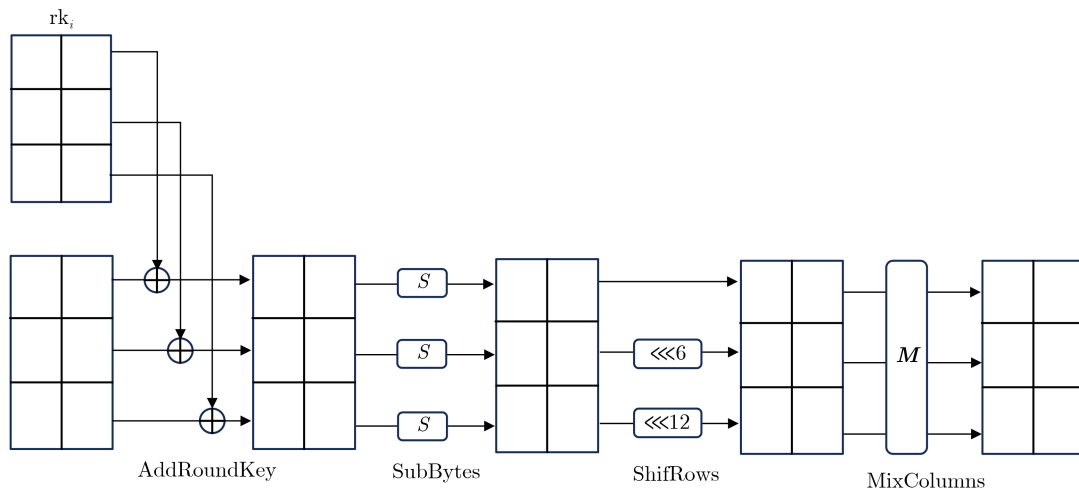 rk_i
S
S
⋘6
S
M
⋘12
AddRoundKey
SubBytes
ShifRows
MixColumns